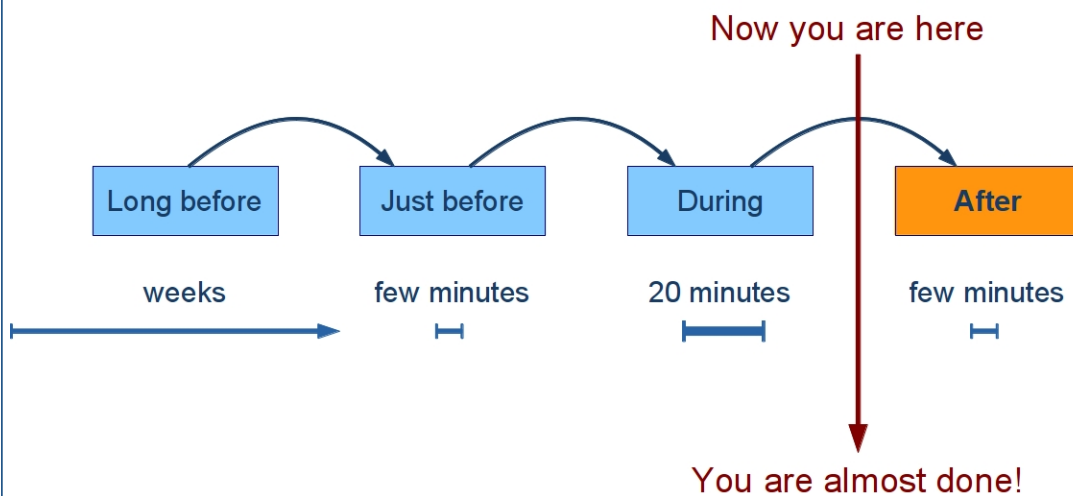 Now you are here
Long before
Just before
During
After
weeks
few minutes
20 minutes
few minutes
You are almost done!